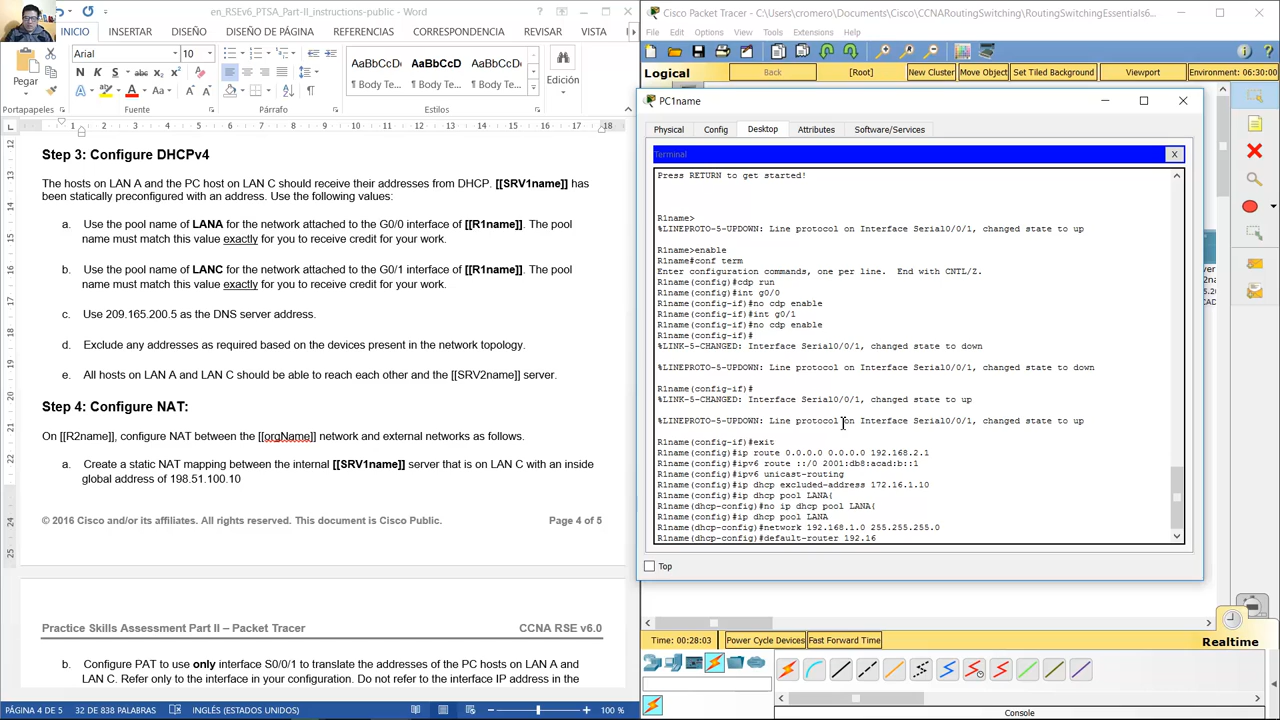 en_RSEv6_PTSA_Part-II_instructions-public - Word
INICIO
INSERTAR
DISEÑO
DISEÑO DE PÁGINA
REFERENCIAS
CORRESPONDENCIA
REVISAR
VISTA
Pegar
Arial
10
N K S abc x₂ x²
AaBbCcD
AaBbCcD
AaBbCcD
¶ Body Te...
¶ Body Te...
¶ Body Te...
Edición
Portapapeles
Fuente
Párrafo
Estilos
1 2 3 4 5 6 7 8 9 10 11 12 13 14 15 16 17 18
Step 3: Configure DHCPv4
The hosts on LAN A and the PC host on LAN C should receive their addresses from DHCP. [[SRV1name]] has
been statically preconfigured with an address. Use the following values:
a. Use the pool name of LANA for the network attached to the G0/0 interface of [[R1name]]. The pool
name must match this value exactly for you to receive credit for your work.
b. Use the pool name of LANC for the network attached to the G0/1 interface of [[R1name]]. The pool
name must match this value exactly for you to receive credit for your work.
c. Use 209.165.200.5 as the DNS server address.
d. Exclude any addresses as required based on the devices present in the network topology.
e. All hosts on LAN A and LAN C should be able to reach each other and the [[SRV2name]] server.
Step 4: Configure NAT:
On [[R2name]], configure NAT between the [[orgName]] network and external networks as follows.
a. Create a static NAT mapping between the internal [[SRV1name]] server that is on LAN C with an inside
global address of 198.51.100.10
© 2016 Cisco and/or its affiliates. All rights reserved. This document is Cisco Public.
Page 4 of 5
Practice Skills Assessment Part II – Packet Tracer
CCNA RSE v6.0
b. Configure PAT to use only interface S0/0/1 to translate the addresses of the PC hosts on LAN A and
LAN C. Refer only to the interface in your configuration. Do not refer to the interface IP address in the
PÁGINA 4 DE 5
32 DE 838 PALABRAS
INGLÉS (ESTADOS UNIDOS)
100 %
Cisco Packet Tracer - C:\Users\cromero\Documents\Cisco\CCNARoutingSwitching\RoutingSwitchingEssentials6...
File Edit Options View Tools Extensions Help
Logical
Back
[Root]
New Cluster
Move Object
Set Tiled Background
Viewport
Environment: 06:30:00
PC1name
Physical
Config
Desktop
Attributes
Software/Services
Terminal
X
Press RETURN to get started!
R1name>
%LINEPROTO-5-UPDOWN: Line protocol on Interface Serial0/0/1, changed state to up
R1name>enable
R1name#conf term
Enter configuration commands, one per line. End with CNTL/Z.
R1name(config)#cdp run
R1name(config)#int g0/0
R1name(config-if)#no cdp enable
R1name(config-if)#int g0/1
R1name(config-if)#no cdp enable
R1name(config-if)#
%LINK-5-CHANGED: Interface Serial0/0/1, changed state to down
%LINEPROTO-5-UPDOWN: Line protocol on Interface Serial0/0/1, changed state to down
R1name(config-if)#
%LINK-5-CHANGED: Interface Serial0/0/1, changed state to up
%LINEPROTO-5-UPDOWN: Line protocol on Interface Serial0/0/1, changed state to up
R1name(config-if)#exit
R1name(config)#ip route 0.0.0.0 0.0.0.0 192.168.2.1
R1name(config)#ipv6 route ::/0 2001:db8:acad:b::1
R1name(config)#ipv6 unicast-routing
R1name(config)#ip dhcp excluded-address 172.16.1.10
R1name(config)#ip dhcp pool LANA{
R1name(dhcp-config)#no ip dhcp pool LANA{
R1name(config)#ip dhcp pool LANA
R1name(dhcp-config)#network 192.168.1.0 255.255.255.0
R1name(dhcp-config)#default-router 192.16
Top
Time: 00:28:03
Power Cycle Devices
Fast Forward Time
Realtime
Console